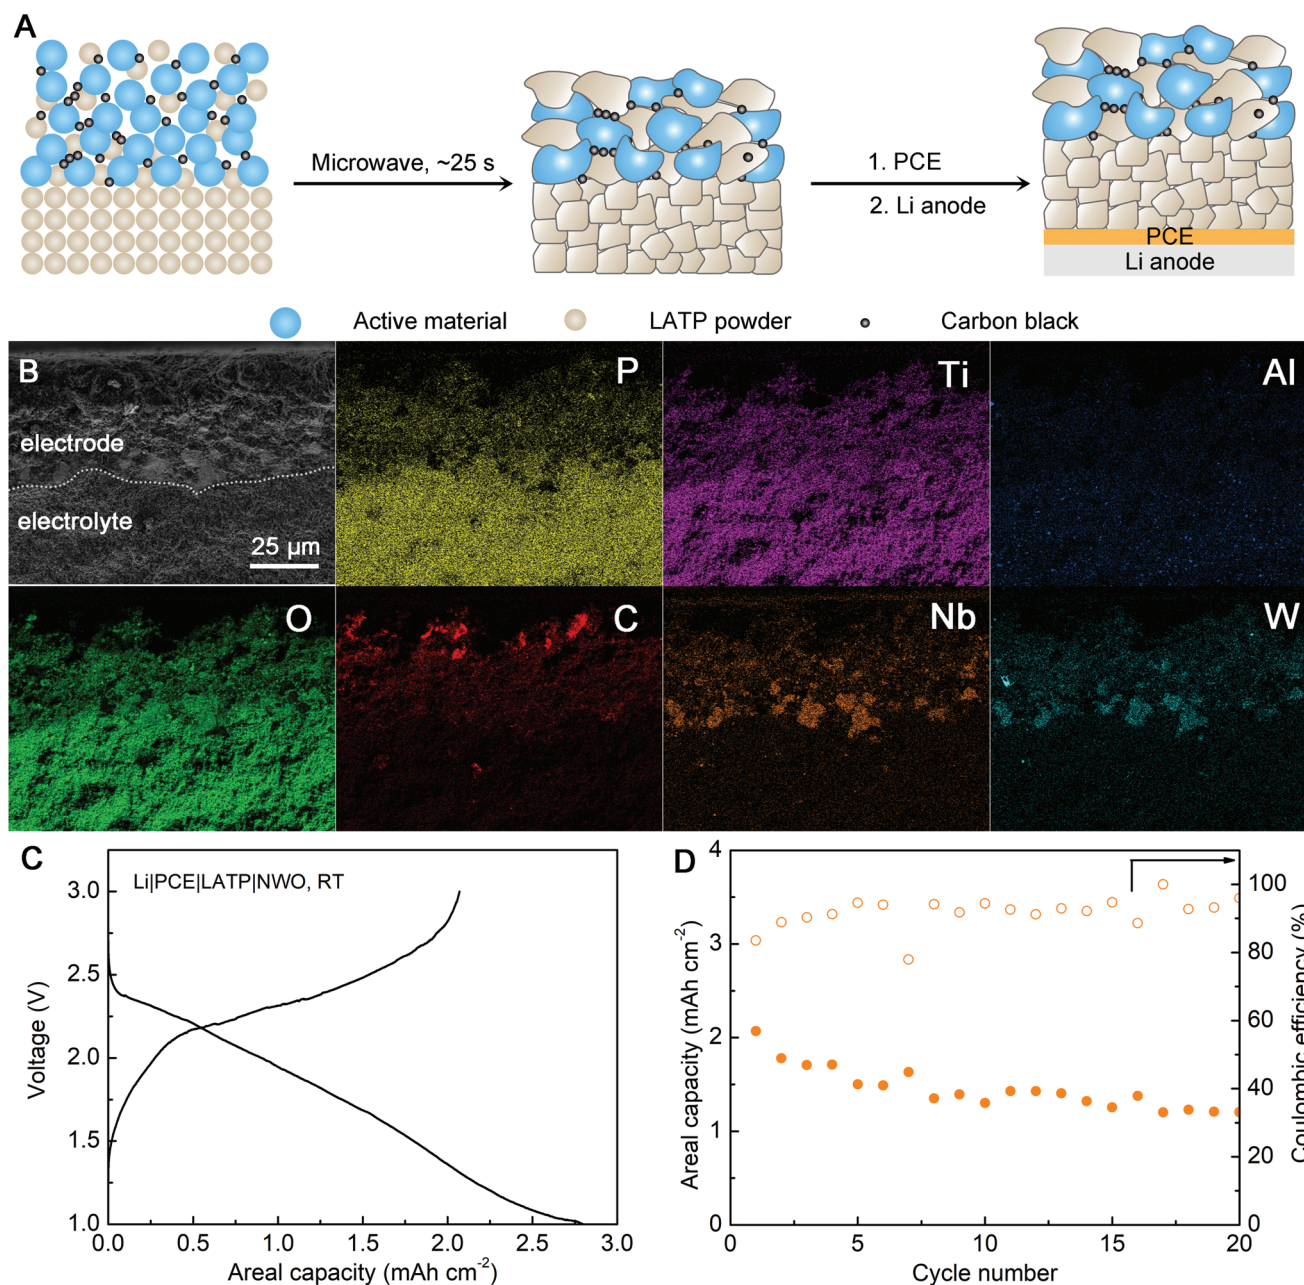 A
Microwave, ~25 s
1. PCE
2. Li anode
PCE
Li anode
Active material
LATP powder
Carbon black
B
electrode
electrolyte
25 μm
P
Ti
Al
O
C
Nb
W
C
Li|PCE|LATP|NWO, RT
Voltage (V)
3.0
2.5
2.0
1.5
1.0
0.0 0.5 1.0 1.5 2.0 2.5 3.0
Areal capacity (mAh cm⁻²)
D
Areal capacity (mAh cm⁻²)
4
3
2
1
0
0 5 10 15 20
Cycle number
100
80
60
40
20
0
Coulombic efficiency (%)